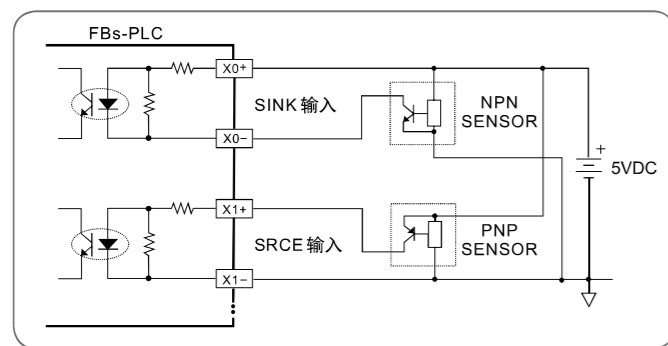 FBs-PLC
X0+
SINK 输入
NPN
SENSOR
X0−
+
5VDC
X1+
SRCE 输入
PNP
SENSOR
X1−